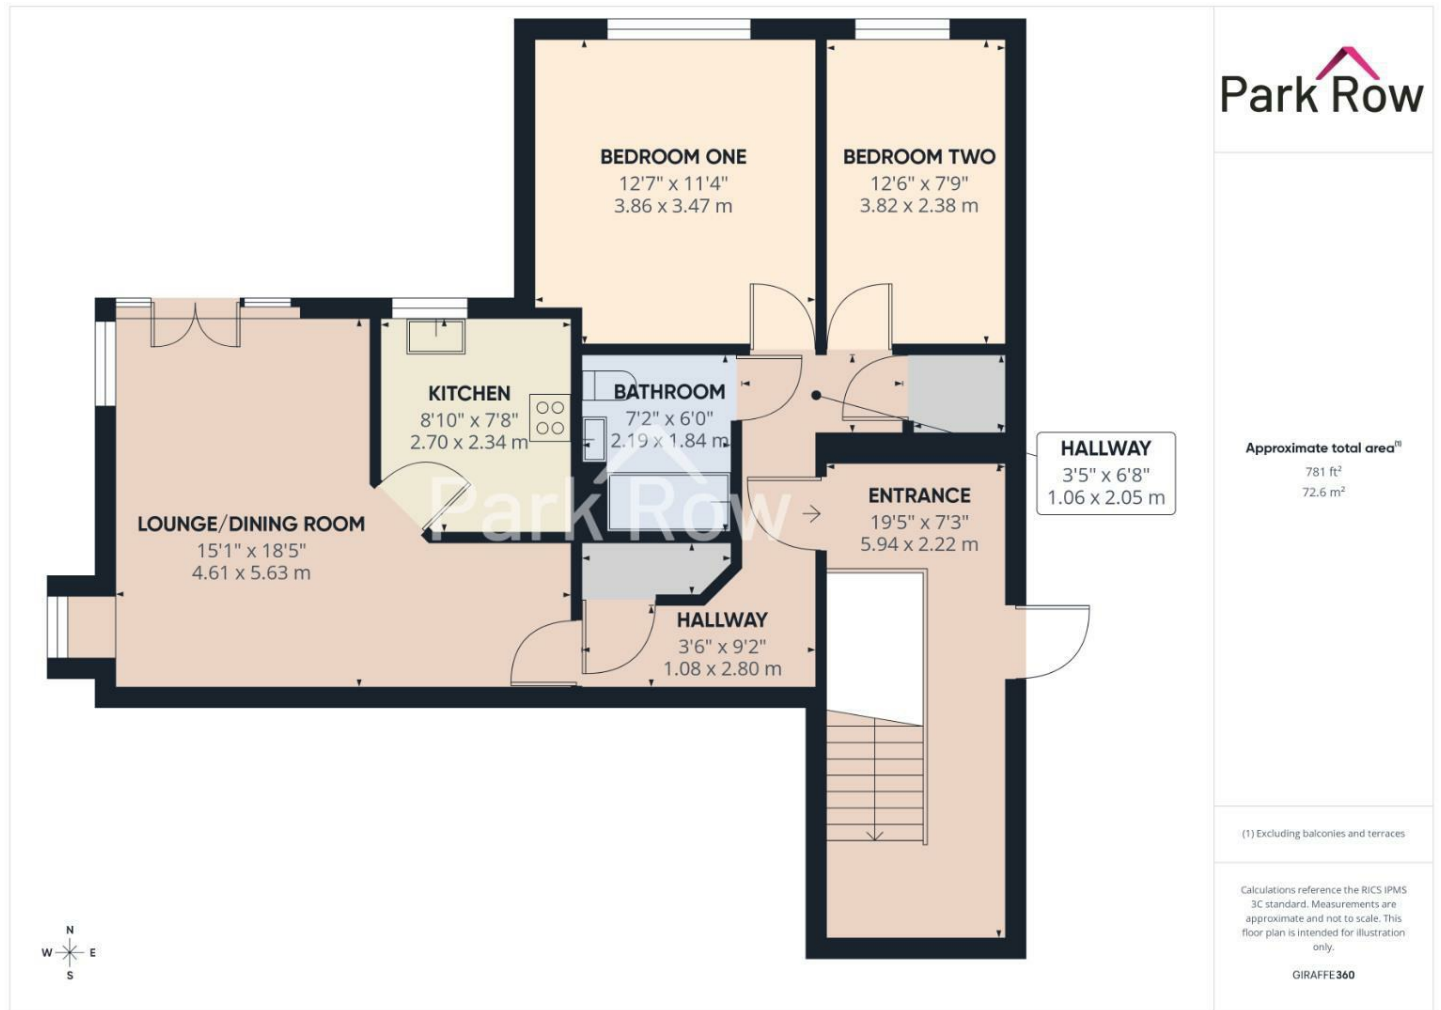 Park Row
BEDROOM ONE
12'7" x 11'4"
3.86 x 3.47 m
BEDROOM TWO
12'6" x 7'9"
3.82 x 2.38 m
KITCHEN
8'10" x 7'8"
2.70 x 2.34 m
BATHROOM
7'2" x 6'0"
2.19 x 1.84 m
HALLWAY
3'5" x 6'8"
1.06 x 2.05 m
LOUNGE/DINING ROOM
15'1" x 18'5"
4.61 x 5.63 m
ENTRANCE
19'5" x 7'3"
5.94 x 2.22 m
Park Row
HALLWAY
3'6" x 9'2"
1.08 x 2.80 m
N
W E
S
Approximate total area(1)
781 ft²
72.6 m²
(1) Excluding balconies and terraces
Calculations reference the RICS IPMS
3C standard. Measurements are
approximate and not to scale. This
floor plan is intended for illustration
only.
GIRAFFE360